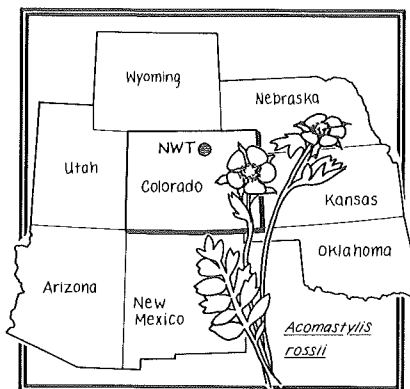 Wyoming
Nebraska
NWT
Utah
Colorado
Kansas
Oklahoma
Arizona
New
Mexico
Acomastylis
rossii